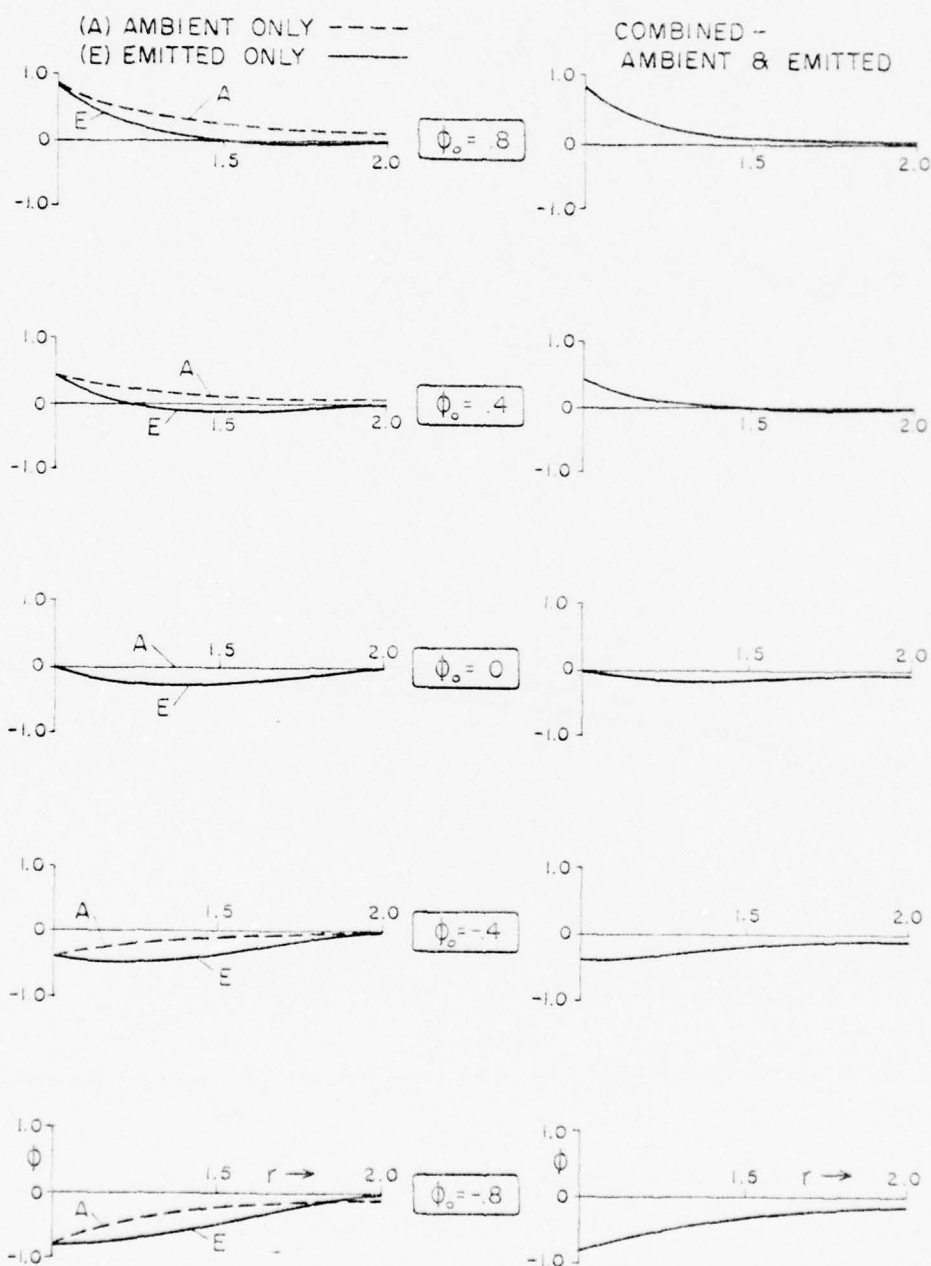 (A) AMBIENT ONLY
(E) EMITTED ONLY
COMBINED -
AMBIENT & EMITTED
1.0
0
-1.0
A
E
1.5
2.0
ϕₒ = .8
1.0
0
-1.0
1.5
2.0
1.0
0
-1.0
A
E
1.5
2.0
ϕₒ = .4
1.0
0
-1.0
1.5
2.0
1.0
0
-1.0
A
E
1.5
2.0
ϕₒ = 0
1.0
0
-1.0
1.5
2.0
1.0
0
-1.0
A
E
1.5
2.0
ϕₒ = -.4
1.0
0
-1.0
1.5
2.0
1.0
ϕ
0
-1.0
A
E
1.5
r →
2.0
ϕₒ = -.8
1.0
ϕ
0
-1.0
1.5
r →
2.0